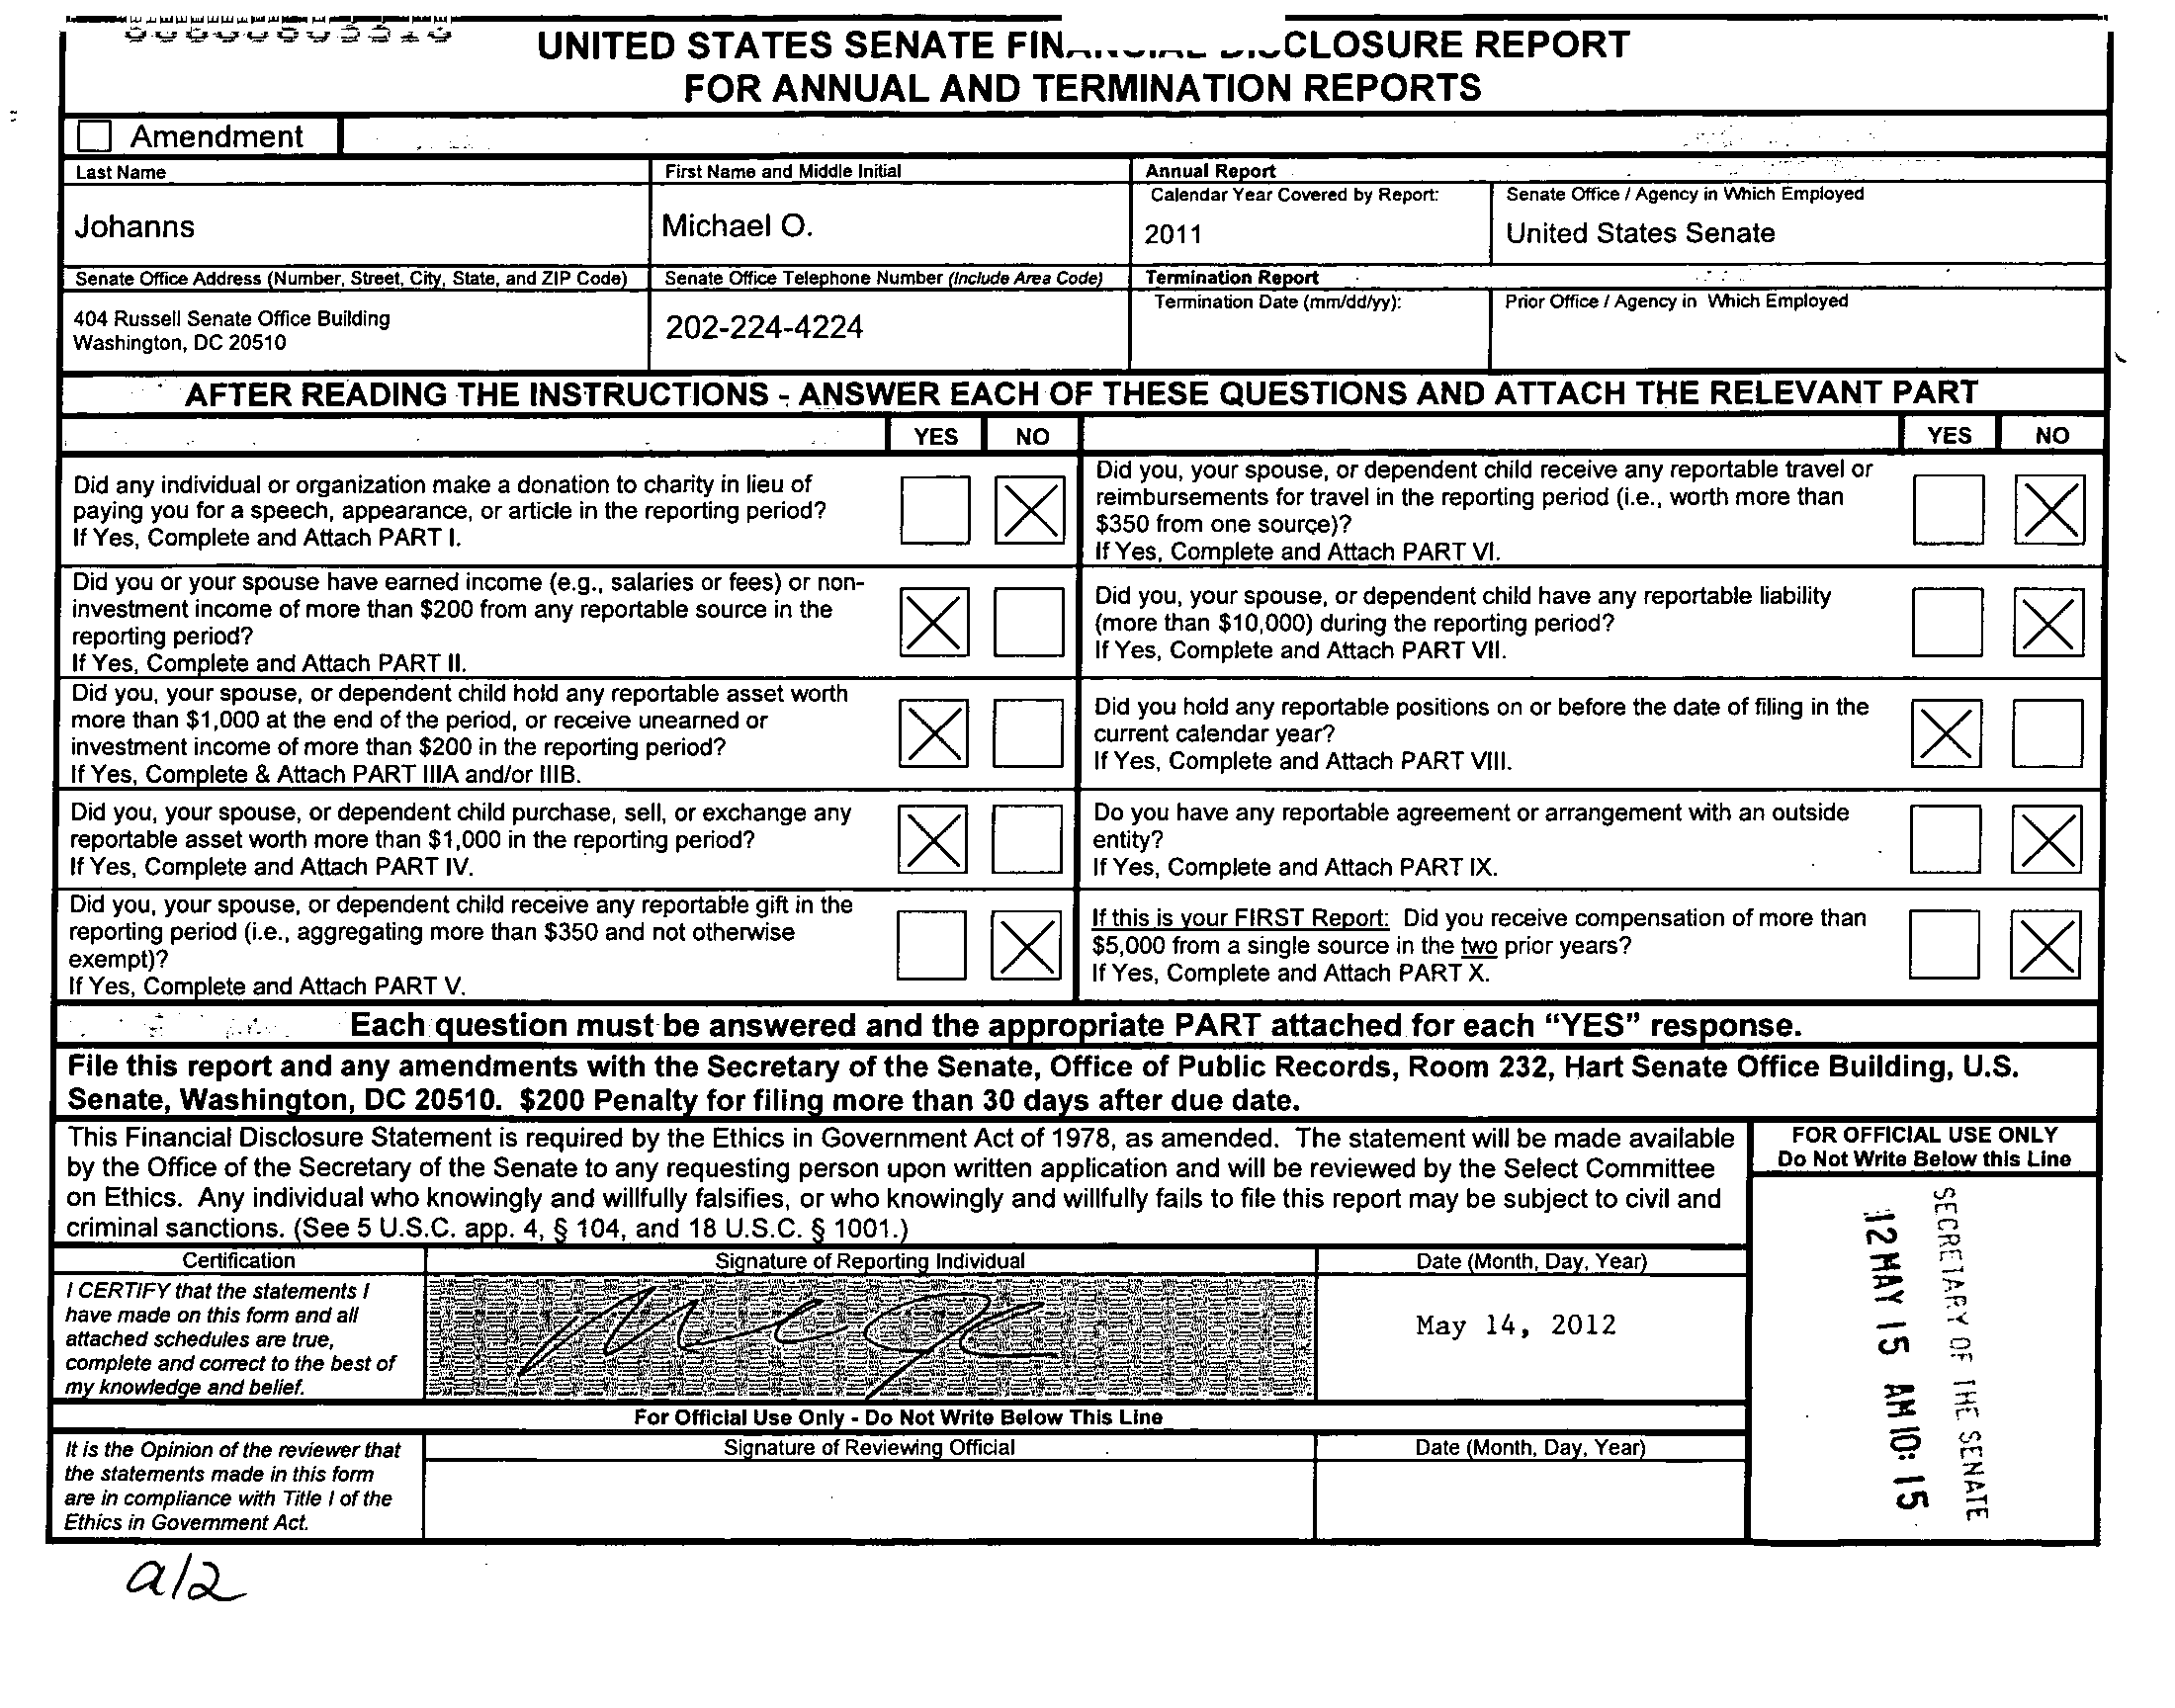 UNITED STATES SENATE CLOSURE REPORT
FOR ANNUAL AND TERMINATION REPORTS
Amendment
Last Name
First Name and Middle Initial
Annual Report
Calendar Year Covered by Report:
Senate Office / Agency in Which Employed
Johanns
Michael O.
2011
United States Senate
Senate Office Address (Number, Street, City, State, and ZIP Code)
Senate Office Telephone Number (Include Area Code)
Termination Report
Termination Date (mm/dd/yy):
Prior Office / Agency in Which Employed
404 Russell Senate Office Building
Washington, DC 20510
202-224-4224
AFTER READING THE INSTRUCTIONS - ANSWER EACH OF THESE QUESTIONS AND ATTACH THE RELEVANT PART
YES NO YES NO
Did any individual or organization make a donation to charity in lieu of
paying you for a speech, appearance, or article in the reporting period?
If Yes, Complete and Attach PART I.
Did you, your spouse, or dependent child receive any reportable travel or
reimbursements for travel in the reporting period (i.e., worth more than
$350 from one source)?
If Yes, Complete and Attach PART VI.
Did you or your spouse have earned income (e.g., salaries or fees) or non-
investment income of more than $200 from any reportable source in the
reporting period?
If Yes, Complete and Attach PART II.
Did you, your spouse, or dependent child have any reportable liability
(more than $10,000) during the reporting period?
If Yes, Complete and Attach PART VII.
Did you, your spouse, or dependent child hold any reportable asset worth
more than $1,000 at the end of the period, or receive unearned or
investment income of more than $200 in the reporting period?
If Yes, Complete & Attach PART IIIA and/or IIIB.
Did you hold any reportable positions on or before the date of filing in the
current calendar year?
If Yes, Complete and Attach PART VIII.
Did you, your spouse, or dependent child purchase, sell, or exchange any
reportable asset worth more than $1,000 in the reporting period?
If Yes, Complete and Attach PART IV.
Do you have any reportable agreement or arrangement with an outside
entity?
If Yes, Complete and Attach PART IX.
Did you, your spouse, or dependent child receive any reportable gift in the
reporting period (i.e., aggregating more than $350 and not otherwise
exempt)?
If Yes, Complete and Attach PART V.
If this is your FIRST Report: Did you receive compensation of more than
$5,000 from a single source in the two prior years?
If Yes, Complete and Attach PART X.
Each question must be answered and the appropriate PART attached for each “YES” response.
File this report and any amendments with the Secretary of the Senate, Office of Public Records, Room 232, Hart Senate Office Building, U.S.
Senate, Washington, DC 20510. $200 Penalty for filing more than 30 days after due date.
This Financial Disclosure Statement is required by the Ethics in Government Act of 1978, as amended. The statement will be made available
by the Office of the Secretary of the Senate to any requesting person upon written application and will be reviewed by the Select Committee
on Ethics. Any individual who knowingly and willfully falsifies, or who knowingly and willfully fails to file this report may be subject to civil and
criminal sanctions. (See 5 U.S.C. app. 4, § 104, and 18 U.S.C. § 1001.)
FOR OFFICIAL USE ONLY
Do Not Write Below this Line
SECRETARY OF THE SENATE
12 MAY 15 AM 10: 15
Certification
Signature of Reporting Individual
Date (Month, Day, Year)
I CERTIFY that the statements I
have made on this form and all
attached schedules are true,
complete and correct to the best of
my knowledge and belief.
May 14, 2012
For Official Use Only - Do Not Write Below This Line
It is the Opinion of the reviewer that
the statements made in this form
are in compliance with Title I of the
Ethics in Government Act.
Signature of Reviewing Official
Date (Month, Day, Year)
a/2